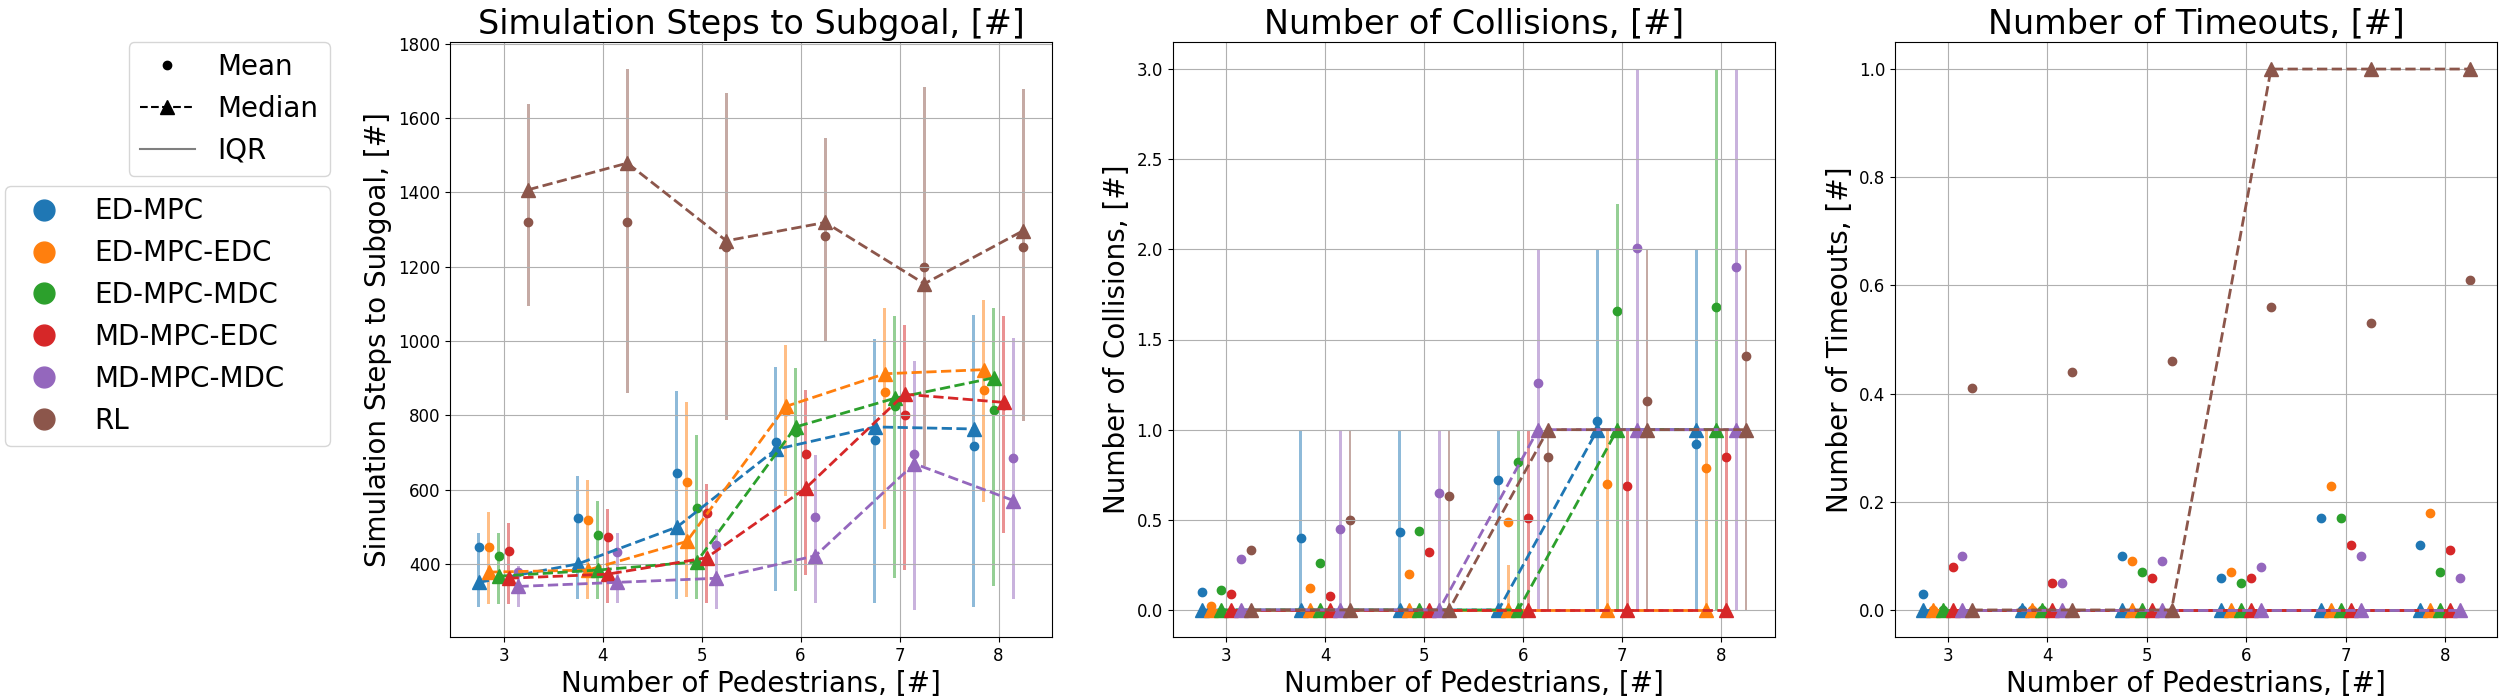 Mean
Median
IQR
ED-MPC
ED-MPC-EDC
ED-MPC-MDC
MD-MPC-EDC
MD-MPC-MDC
RL
Simulation Steps to Subgoal, [#]
Simulation Steps to Subgoal, [#]
1800
1600
1400
1200
1000
800
600
400
3 4 5 6 7 8
Number of Pedestrians, [#]
Number of Collisions, [#]
Number of Collisions, [#]
3.0
2.5
2.0
1.5
1.0
0.5
0.0
3 4 5 6 7 8
Number of Pedestrians, [#]
Number of Timeouts, [#]
Number of Timeouts, [#]
1.0
0.8
0.6
0.4
0.2
0.0
3 4 5 6 7 8
Number of Pedestrians, [#]